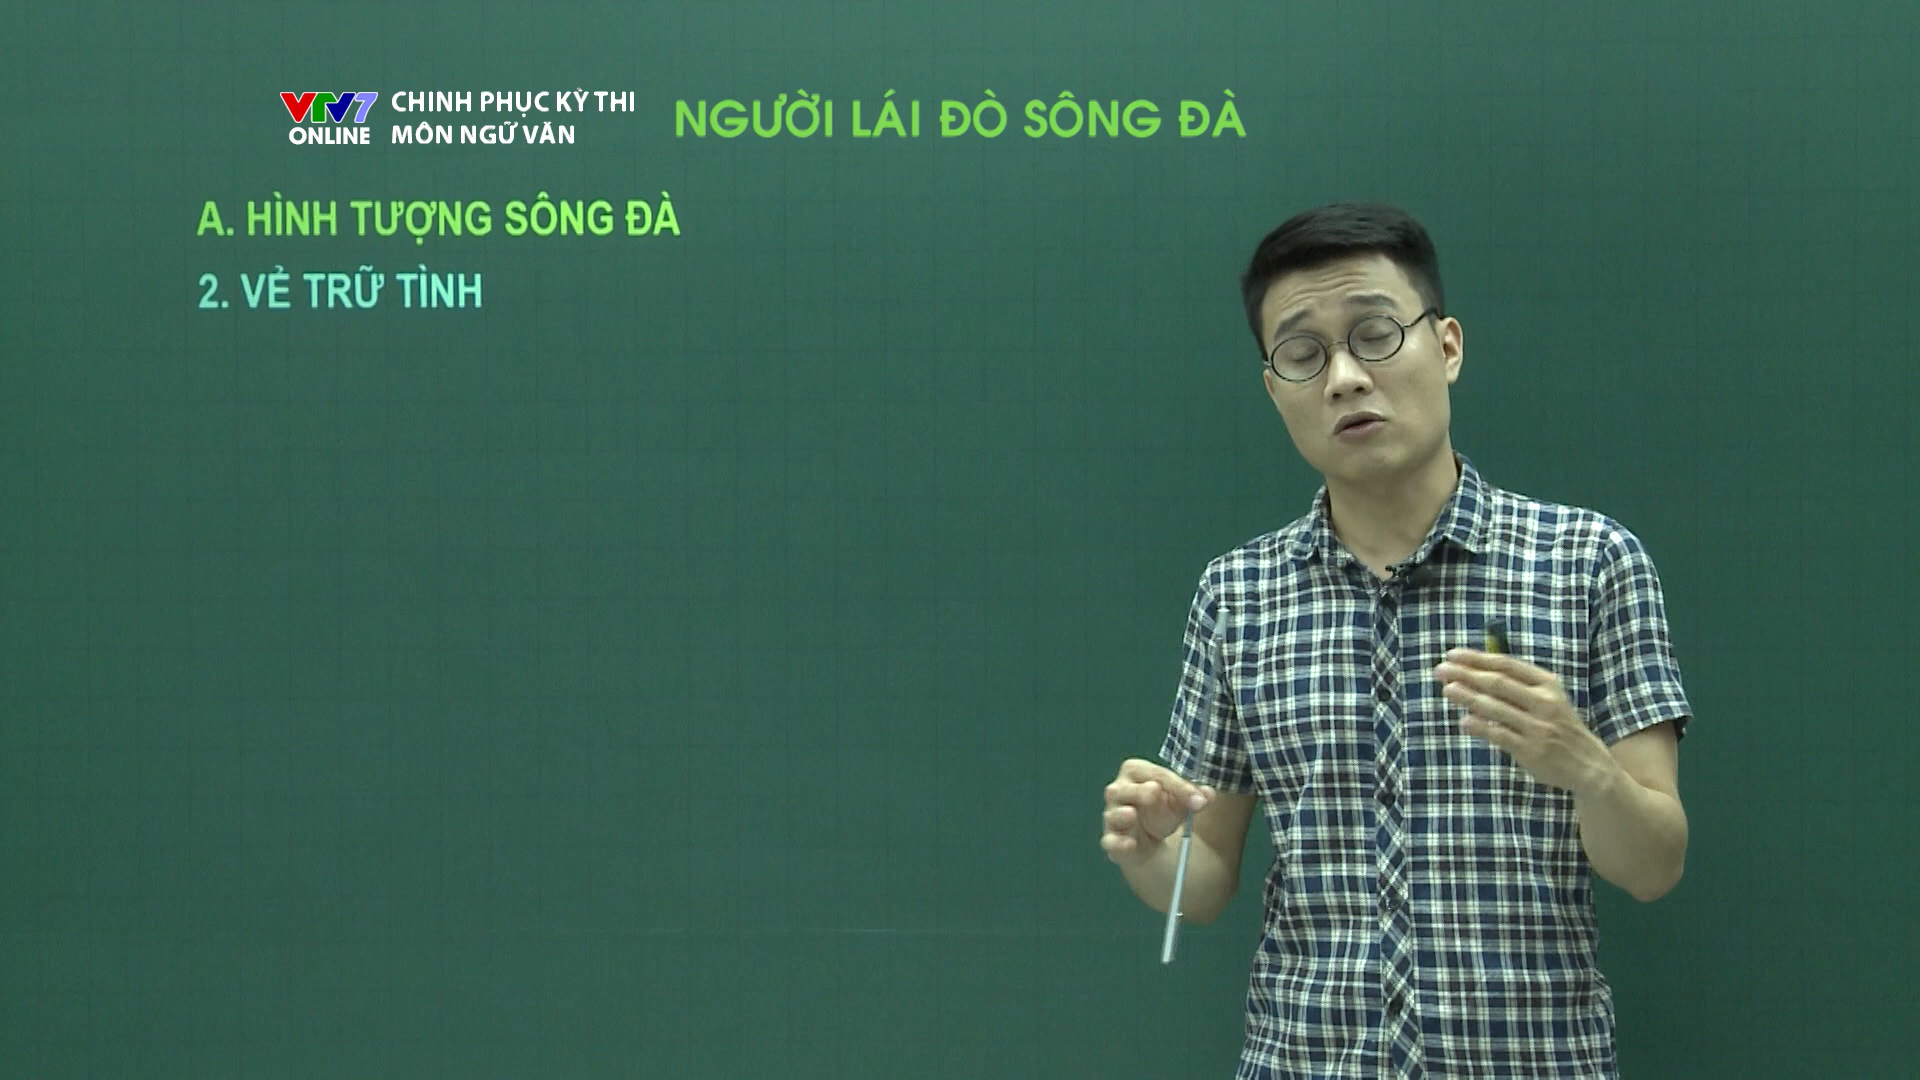 VTV7
ONLINE
CHINH PHỤC KỲ THI
MÔN NGỮ VĂN
NGƯỜI LÁI ĐÒ SÔNG ĐÀ
A. HÌNH TƯỢNG SÔNG ĐÀ
2. VẺ TRỮ TÌNH